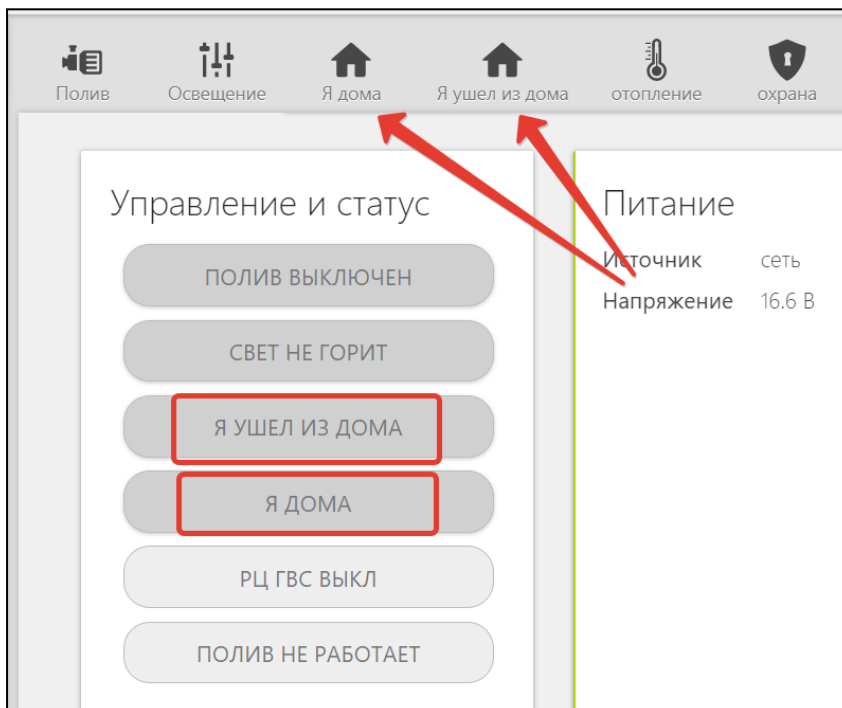 Полив Освещение Я дома Я ушел из дома отопление охрана
Управление и статус
ПОЛИВ ВЫКЛЮЧЕН
СВЕТ НЕ ГОРИТ
Я УШЕЛ ИЗ ДОМА
Я ДОМА
РЦ ГВС ВЫКЛ
ПОЛИВ НЕ РАБОТАЕТ
Питание
Источник сеть
Напряжение 16.6 В